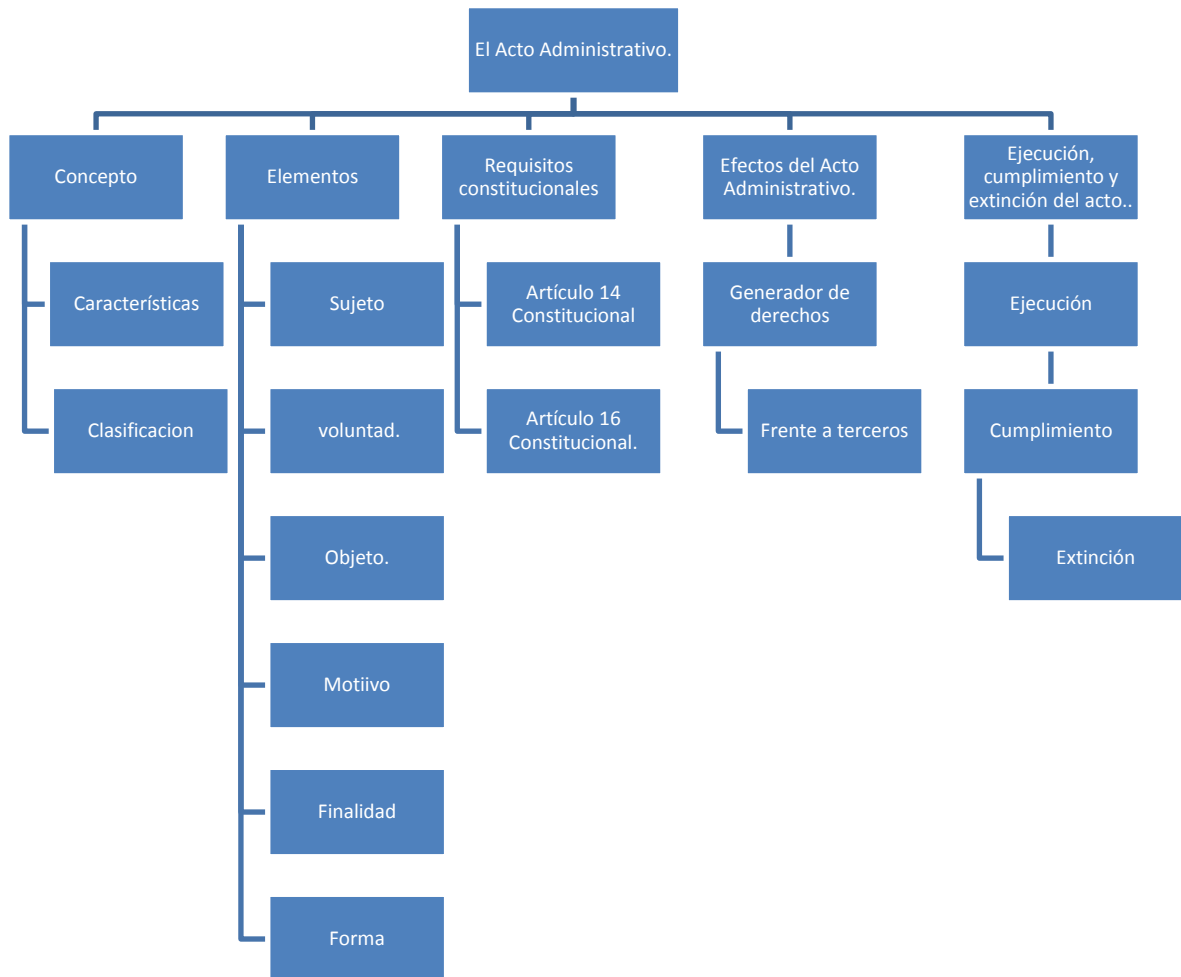 El Acto Administrativo.
Concepto
Elementos
Requisitos
constitucionales
Efectos del Acto
Administrativo.
Ejecución,
cumplimiento y
extinción del acto..
Características
Clasificacion
Sujeto
voluntad.
Objeto.
Motiivo
Finalidad
Forma
Artículo 14
Constitucional
Artículo 16
Constitucional.
Generador de
derechos
Frente a terceros
Ejecución
Cumplimiento
Extinción